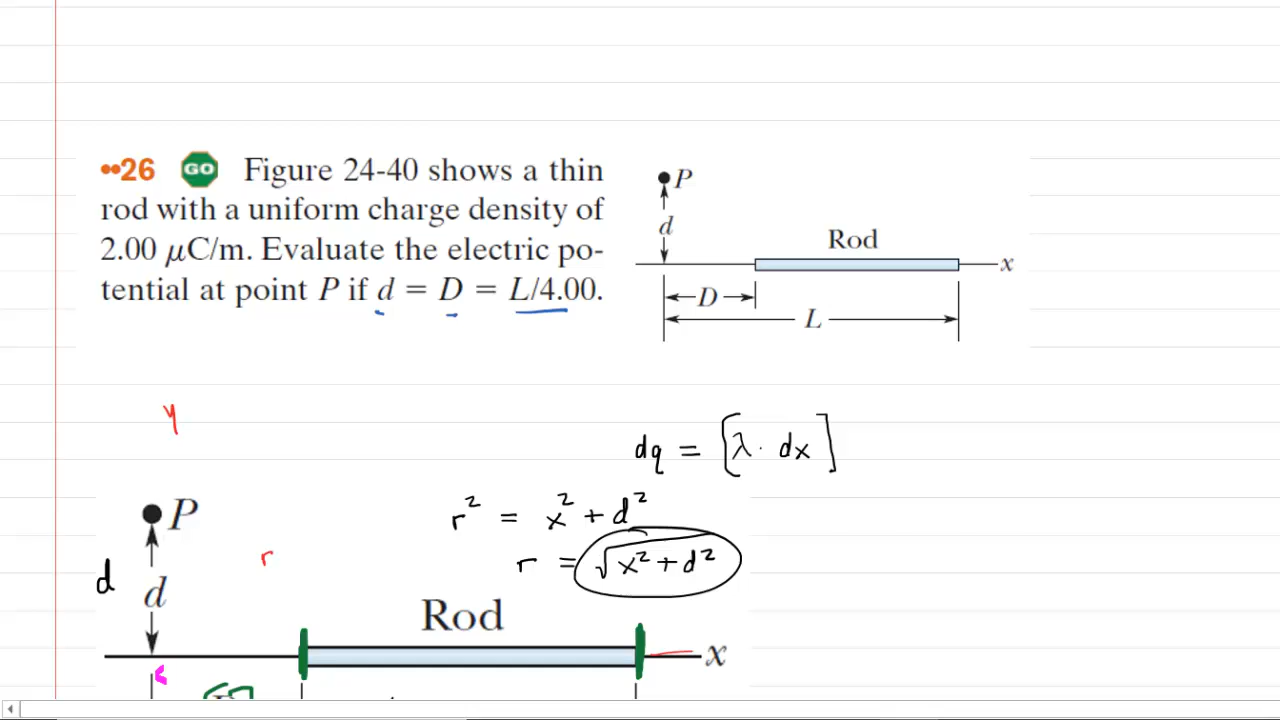 ••26 GO Figure 24-40 shows a thin
rod with a uniform charge density of
2.00 μC/m. Evaluate the electric po-
tential at point P if d = D = L/4.00.
P
d
Rod
x
D
L
y
dq = [λ · dx]
r² = x² + d²
r = √x² + d²
P
r
d
d
Rod
x